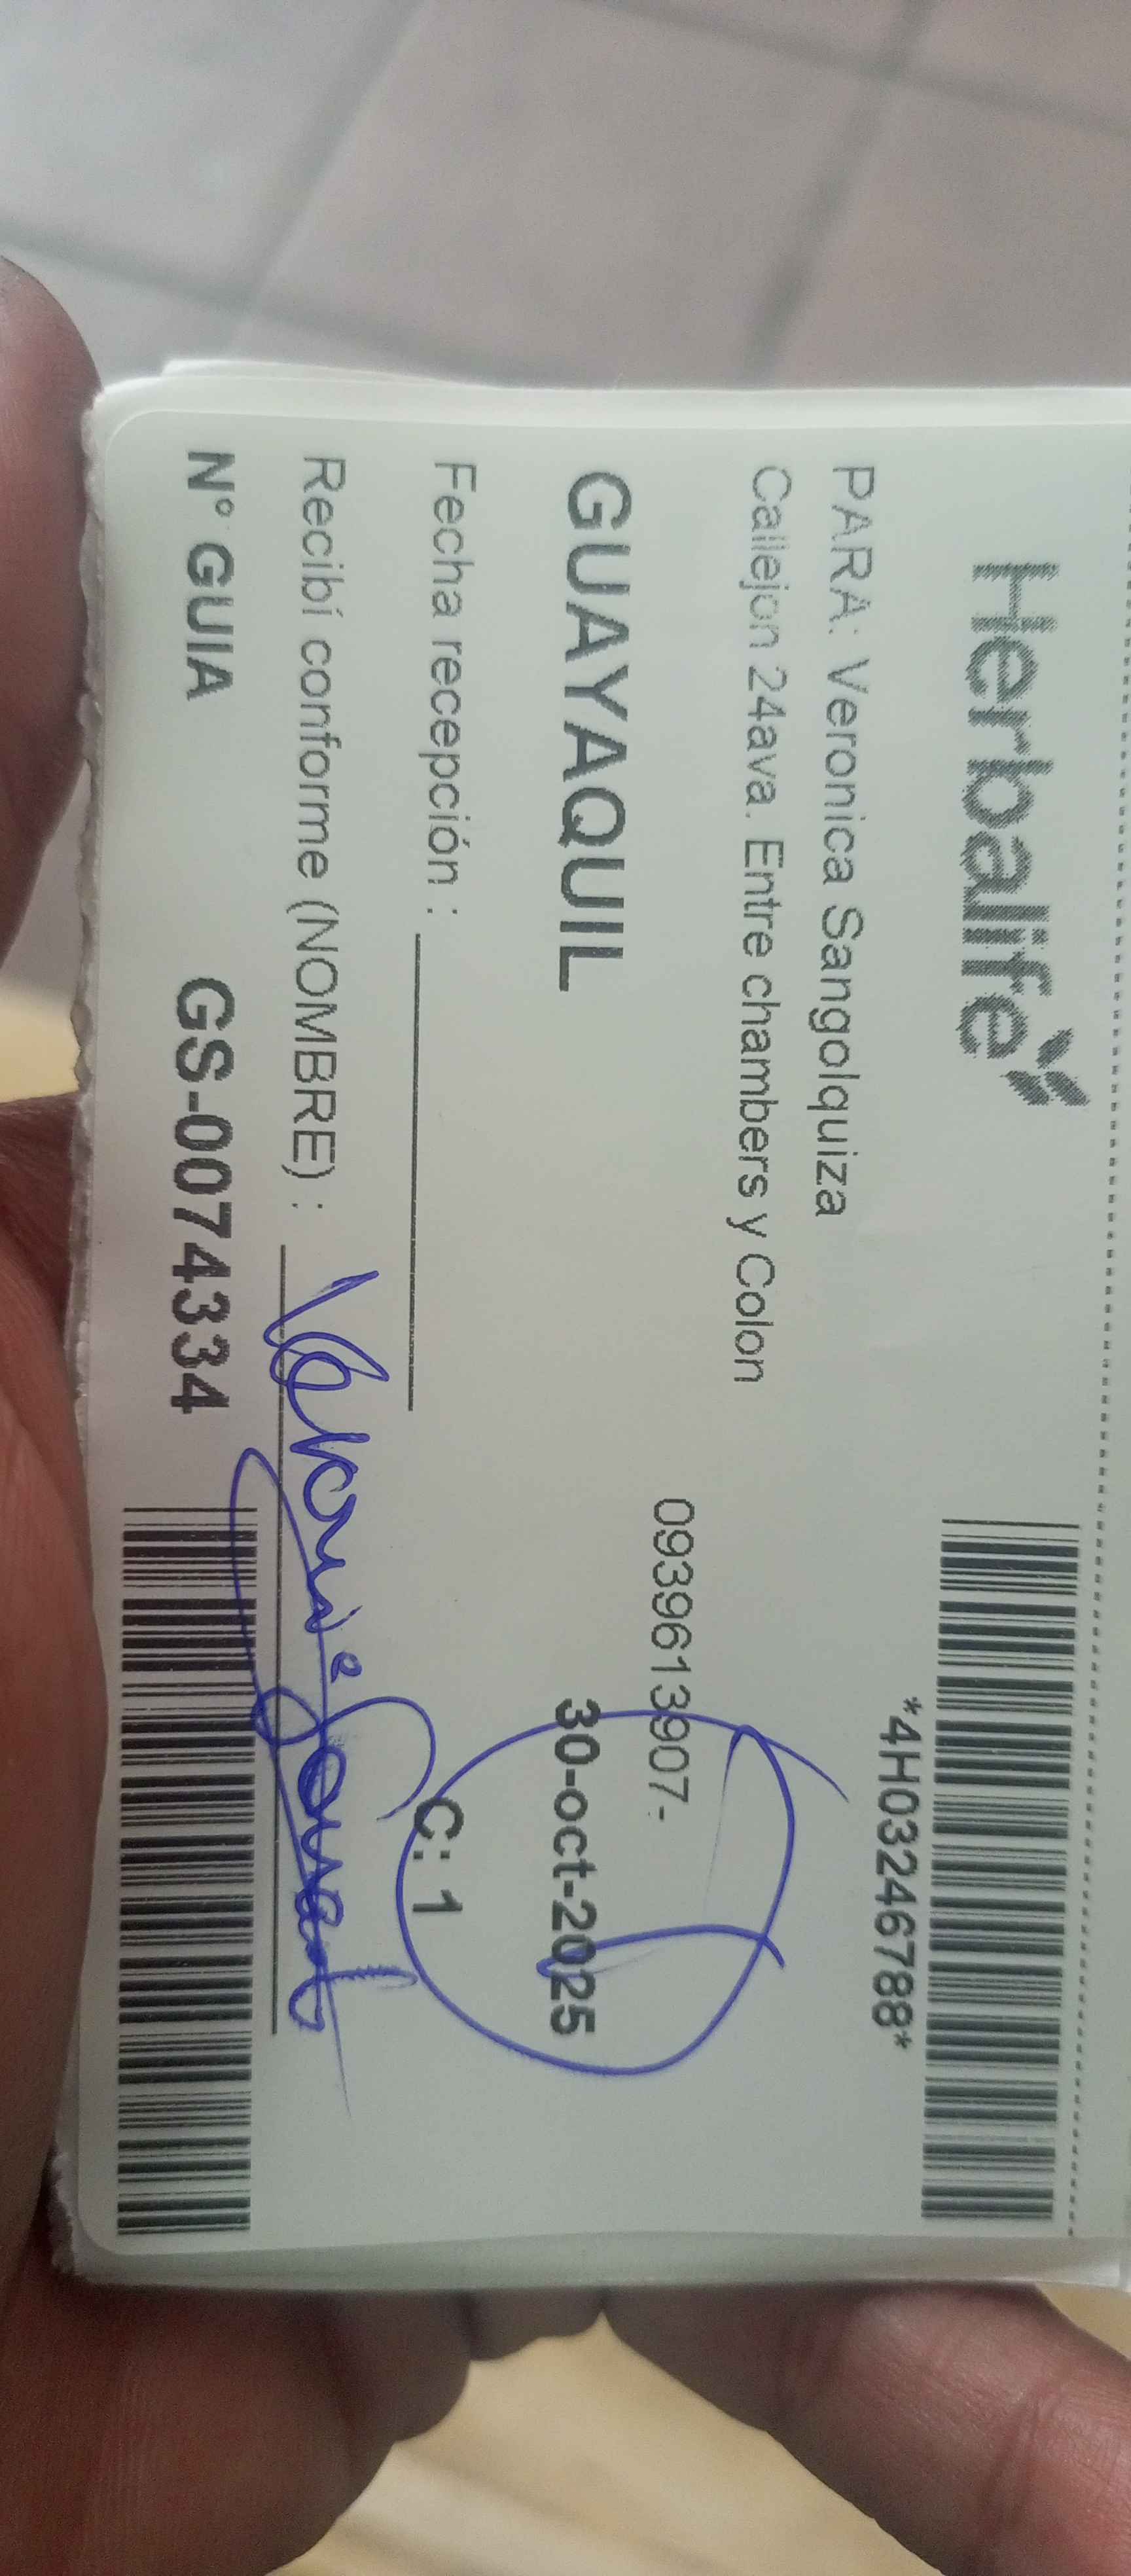 Herbalife
*4H03246788*
PARA: Veronica Sangolquiza
Callejon 24ava. Entre chambers y Colon
0939613907-
GUAYAQUIL
30-oct-2025
Fecha recepción :
C: 1
Recibí conforme (NOMBRE) :
N° GUIA GS-0074334